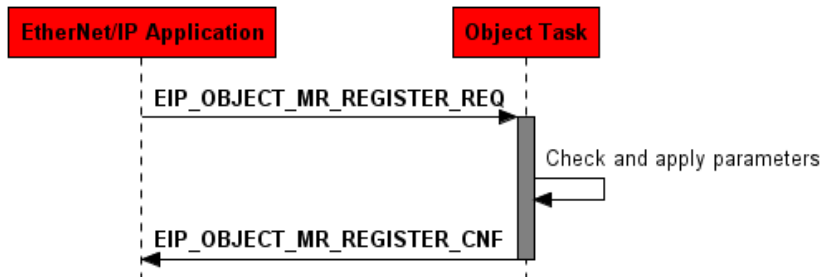 EtherNet/IP Application
Object Task
EIP_OBJECT_MR_REGISTER_REQ
Check and apply parameters
EIP_OBJECT_MR_REGISTER_CNF